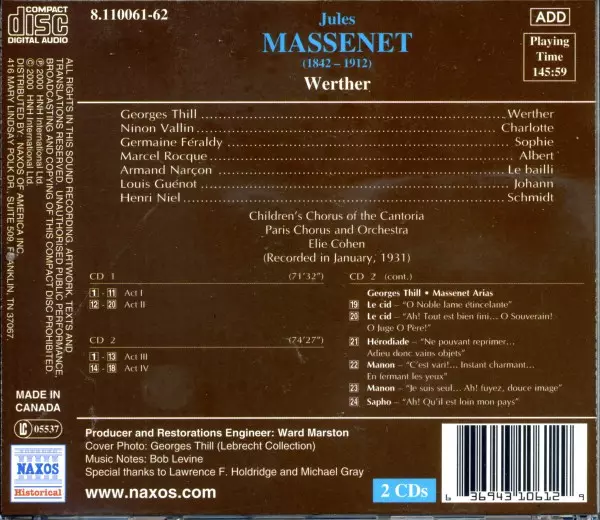 COMPACT
disc
DIGITAL AUDIO
8.110061-62
Jules
MASSENET
(1842 – 1912)
Werther
ADD
Playing
Time
145:59
Georges Thill Werther
Ninon Vallin Charlotte
Germaine Féraldy Sophie
Marcel Rocque Albert
Armand Narçon Le bailli
Louis Guénot Johann
Henri Niel Schmidt
Children's Chorus of the Cantoria
Paris Chorus and Orchestra
Elie Cohen
(Recorded in January, 1931)
CD 1 (71'32")
1 - 11 Act I
12 - 20 Act II
CD 2 (74'27")
1 - 13 Act III
14 - 18 Act IV
CD 2 (cont.)
Georges Thill • Massenet Arias
19 Le cid – "O Noble lame étincelante"
20 Le cid – "Ah! Tout est bien fini... O Souverain!
O Juge O Père!"
21 Hérodiade – "Ne pouvant reprimer...
Adieu donc vains objets"
22 Manon – "C'est vari!... Instant charmant...
En fermant les yeux"
23 Manon – "Je suis seul... Ah! fuyez, douce image"
24 Sapho – "Ah! Qu'il est loin mon pays"
ALL RIGHTS IN THIS SOUND RECORDING, ARTWORK, TEXTS AND
TRANSLATIONS RESERVED. UNAUTHORISED PUBLIC PERFORMANCE,
BROADCASTING AND COPYING OF THIS COMPACT DISC PROHIBITED.
℗ 2000 HNH International Ltd.
© 2000 HNH International Ltd.
DISTRIBUTED BY: NAXOS OF AMERICA INC.
416 MARY LINDSAY POLK DR., SUITE 509, FRANKLIN, TN 37067.
MADE IN
CANADA
LC 05537
NAXOS
Historical
Producer and Restorations Engineer: Ward Marston
Cover Photo: Georges Thill (Lebrecht Collection)
Music Notes: Bob Levine
Special thanks to Lawrence F. Holdridge and Michael Gray
www.naxos.com
2 CDs
6 36943 10612 9